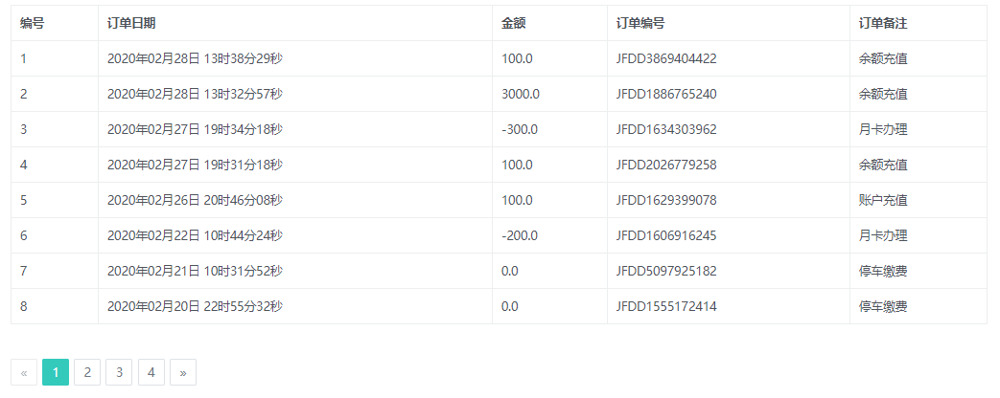 编号 订单日期 金额 订单编号 订单备注
1 2020年02月28日 13时38分29秒 100.0 JFDD3869404422 余额充值
2 2020年02月28日 13时32分57秒 3000.0 JFDD1886765240 余额充值
3 2020年02月27日 19时34分18秒 -300.0 JFDD1634303962 月卡办理
4 2020年02月27日 19时31分18秒 100.0 JFDD2026779258 余额充值
5 2020年02月26日 20时46分08秒 100.0 JFDD1629399078 账户充值
6 2020年02月22日 10时44分24秒 -200.0 JFDD1606916245 月卡办理
7 2020年02月21日 10时31分52秒 0.0 JFDD5097925182 停车缴费
8 2020年02月20日 22时55分32秒 0.0 JFDD1555172414 停车缴费
« 1 2 3 4 »